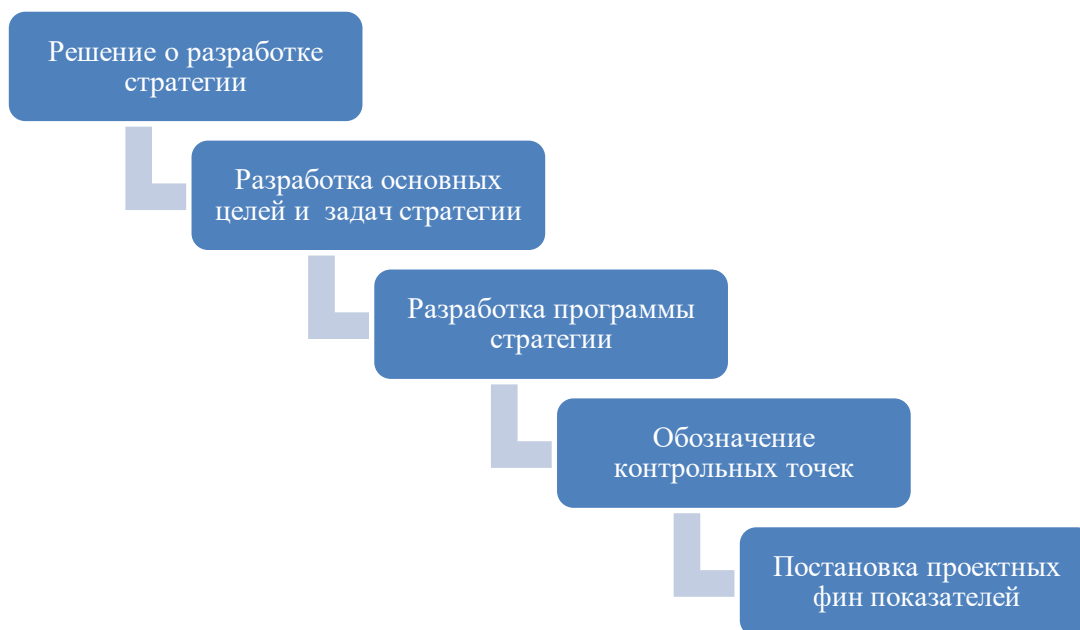 Решение о разработке
стратегии
Разработка основных
целей и  задач стратегии
Разработка программы
стратегии
Обозначение
контрольных точек
Постановка проектных
фин показателей